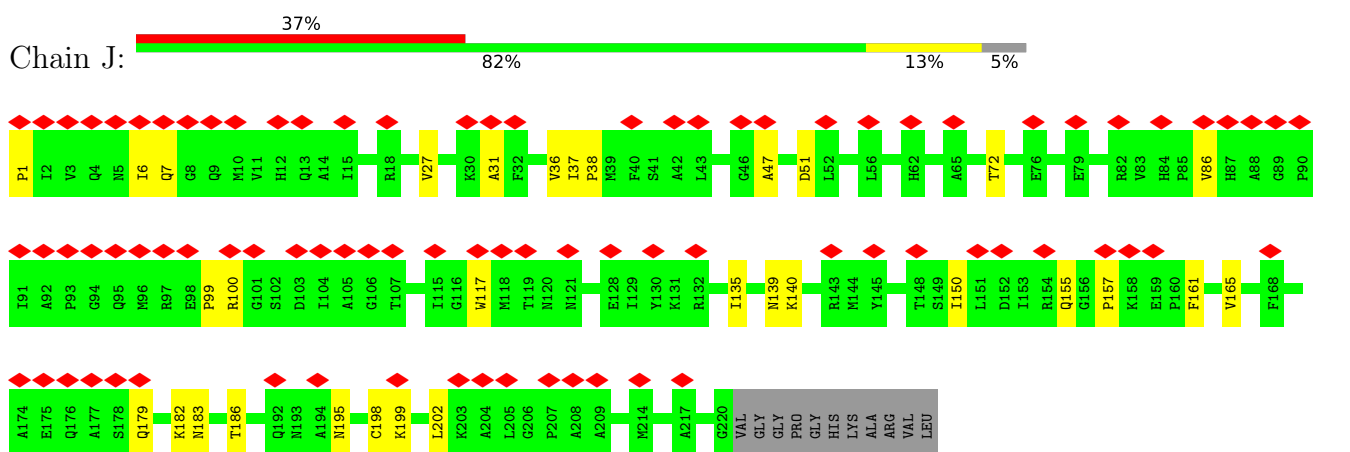 37%
Chain J:
82% 13% 5%
P1 I2 V3 Q4 N5 I6 Q7 G8 Q9 M10 V11 H12 Q13 A14 I15 R18 V27 K30 A31 F32 V36 I37 P38 M39 F40 S41 A42 L43 G46 A47 D51 L52 L56 H62 A65 T72 E76 E79 R82 V83 H84 P85 V86 H87 A88 G89 P90
I91 A92 P93 G94 Q95 M96 R97 E98 P99 R100 G101 S102 D103 I104 A105 G106 T107 I115 G116 W117 M118 T119 N120 N121 E128 I129 Y130 K131 R132 I135 N139 K140 R143 M144 Y145 T148 S149 I150 L151 D152 I153 R154 Q155 G156 P157 K158 E159 P160 F161 V165 F168
A174 E175 Q176 A177 S178 Q179 K182 N183 T186 Q192 N193 A194 N195 C198 K199 L202 K203 A204 L205 G206 P207 A208 A209 M214 A217 G220 VAL GLY GLY PRO GLY HIS LYS ALA ARG VAL LEU